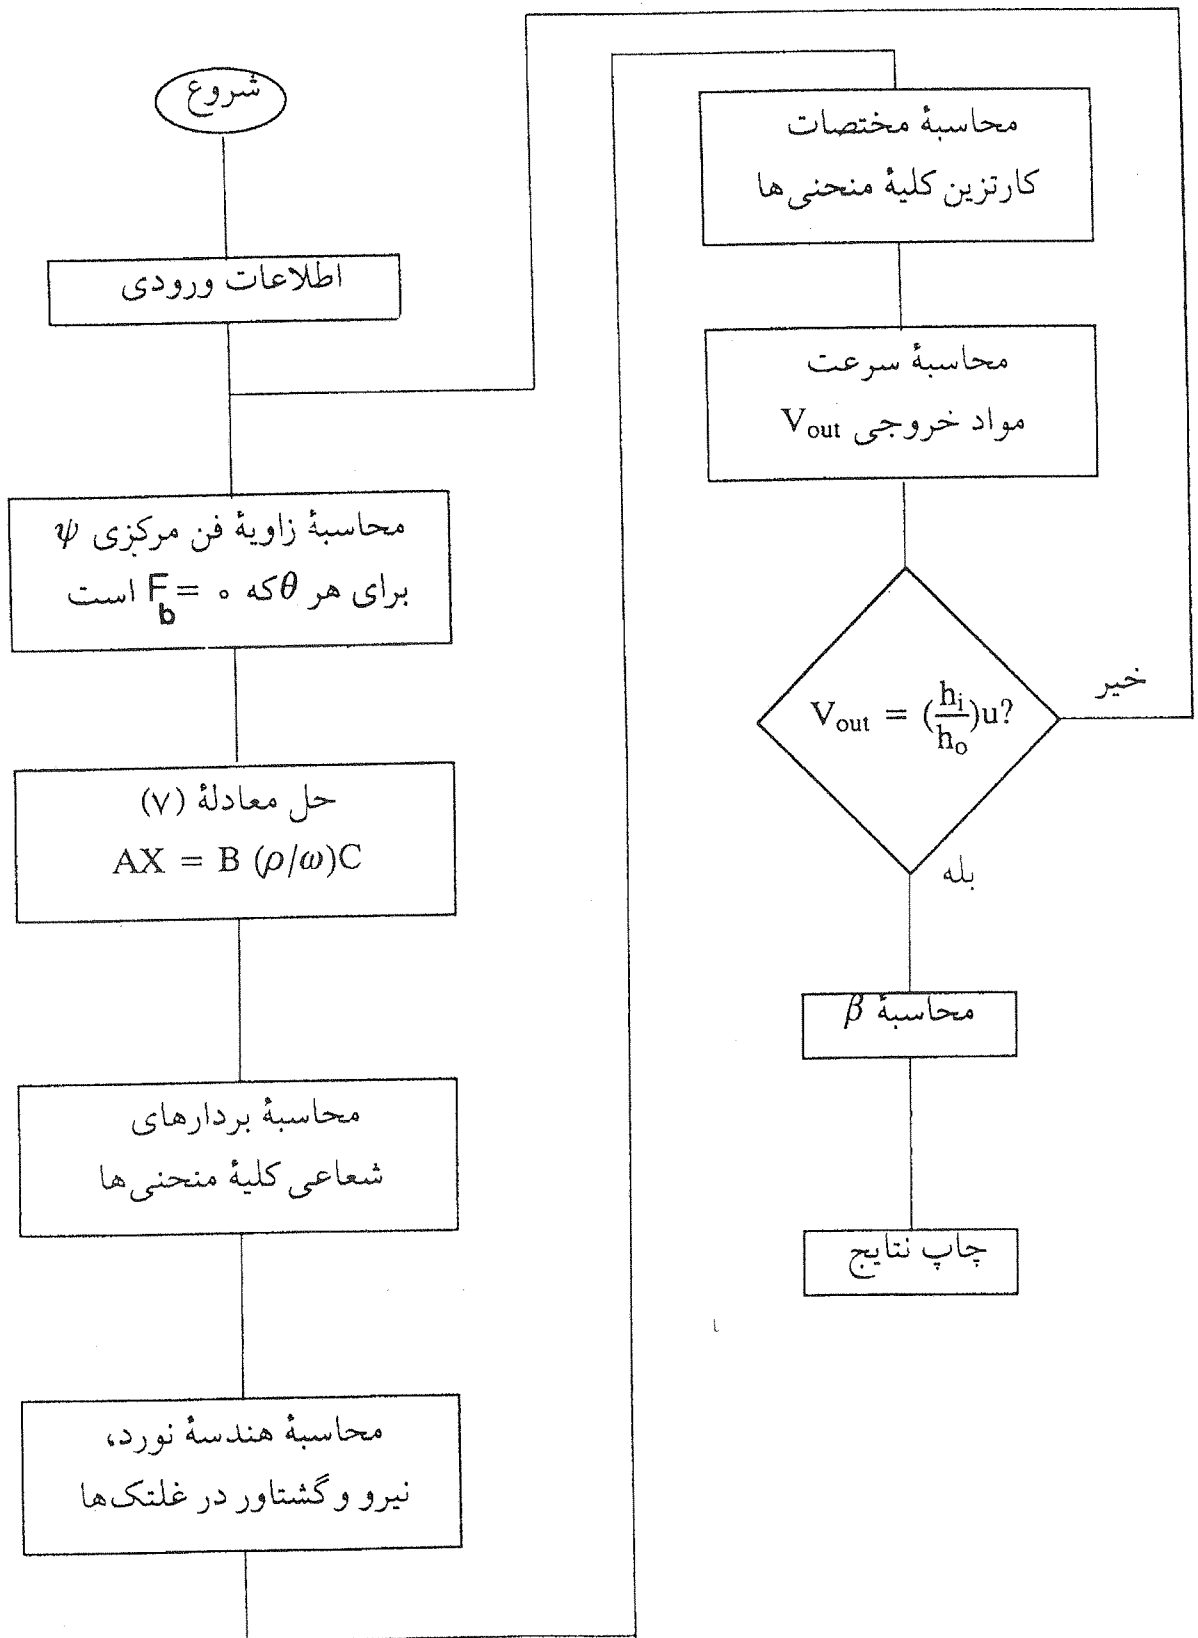 شروع
اطلاعات ورودی
محاسبهٔ زاویهٔ فن مرکزی ψ
برای هر θ که F_b = ۰ است
حل معادلهٔ (۷)
AX = B (ρ/ω)C
محاسبهٔ بردارهای
شعاعی کلیهٔ منحنی‌ها
محاسبهٔ هندسهٔ نورد،
نیرو و گشتاور در غلتک‌ها
محاسبهٔ مختصات
کارتزین کلیهٔ منحنی‌ها
محاسبهٔ سرعت
مواد خروجی V_out
V_out = (h_i/h_o)u?
خیر
بله
محاسبهٔ β
چاپ نتایج